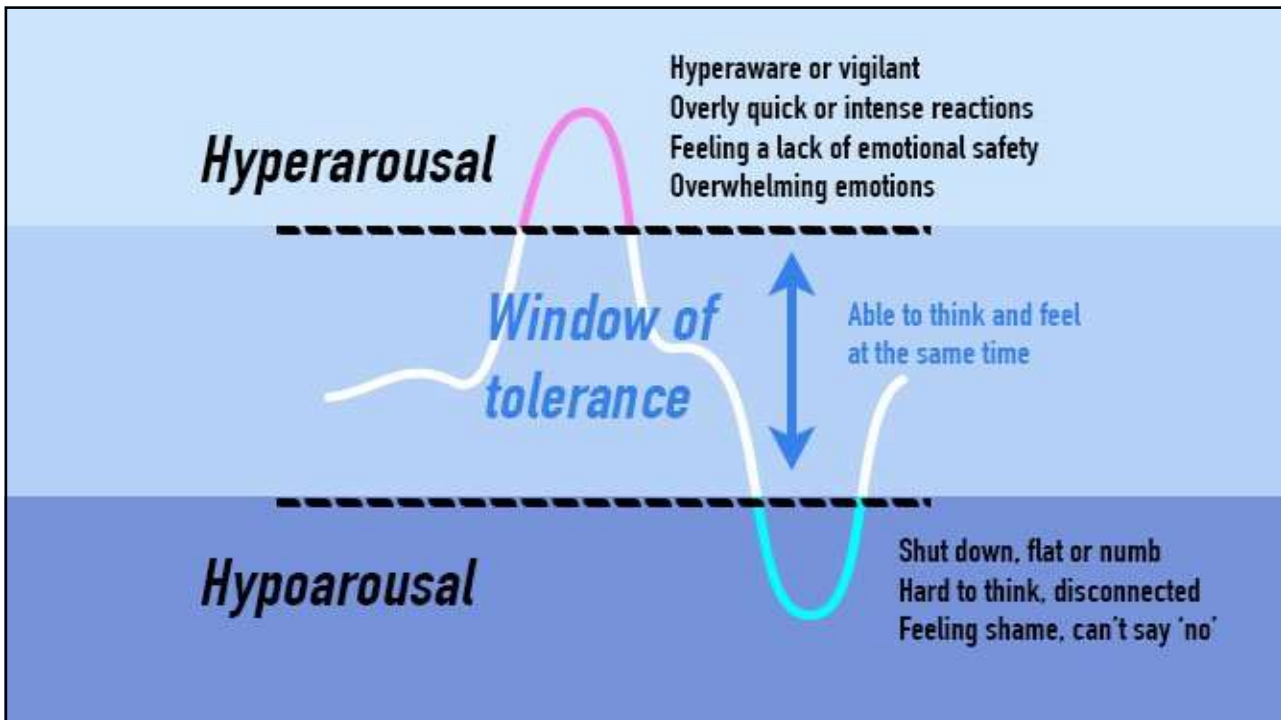 Hyperarousal
Hyperaware or vigilant
Overly quick or intense reactions
Feeling a lack of emotional safety
Overwhelming emotions
Window of
tolerance
Able to think and feel
at the same time
Hypoarousal
Shut down, flat or numb
Hard to think, disconnected
Feeling shame, can't say 'no'